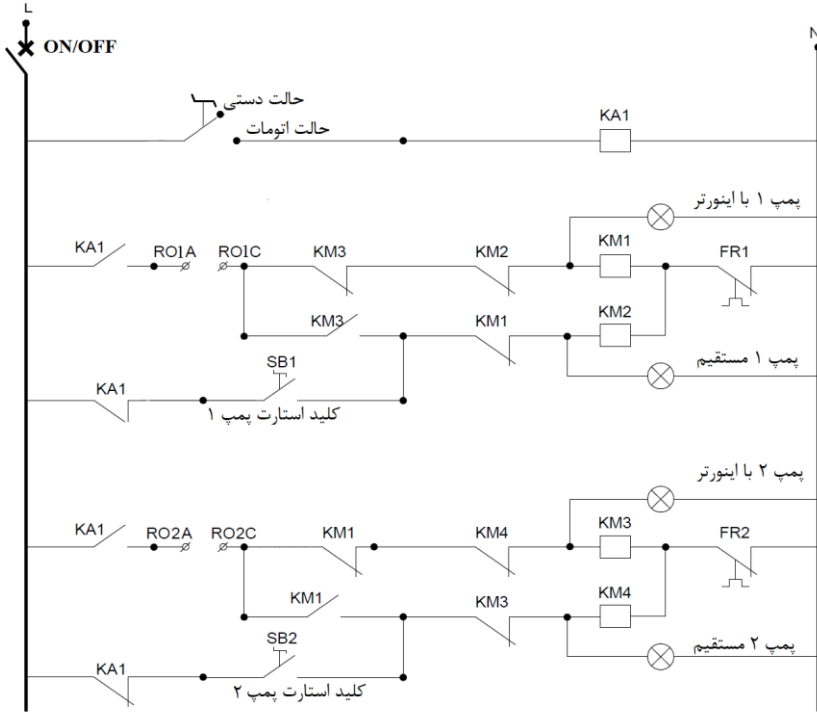 L
N
ON/OFF
حالت دستی
حالت اتومات
KA1
پمپ ۱ با اینورتر
KA1
RO1A
RO1C
KM3
KM2
KM1
FR1
KM3
KM1
KM2
پمپ ۱ مستقیم
KA1
SB1
کلید استارت پمپ ۱
پمپ ۲ با اینورتر
KA1
RO2A
RO2C
KM1
KM4
KM3
FR2
KM1
KM3
KM4
پمپ ۲ مستقیم
KA1
SB2
کلید استارت پمپ ۲